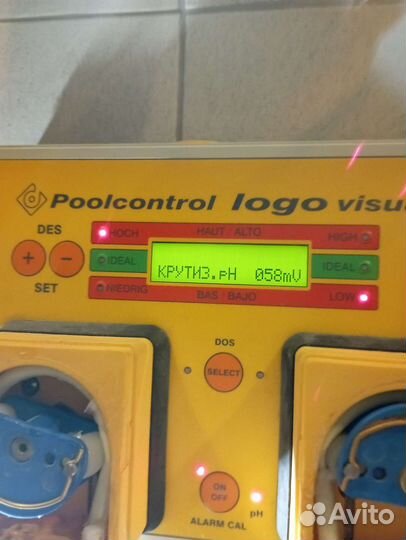 Poolcontrol logo visu
DES
HOCH HAUT / ALTO HIGH
IDEAL IDEAL
КРУТИЗ.рН 058mV
NIEDRIG BAS / BAJO LOW
SET
DOS
SELECT
ON
OFF
pH
ALARM CAL
Avito